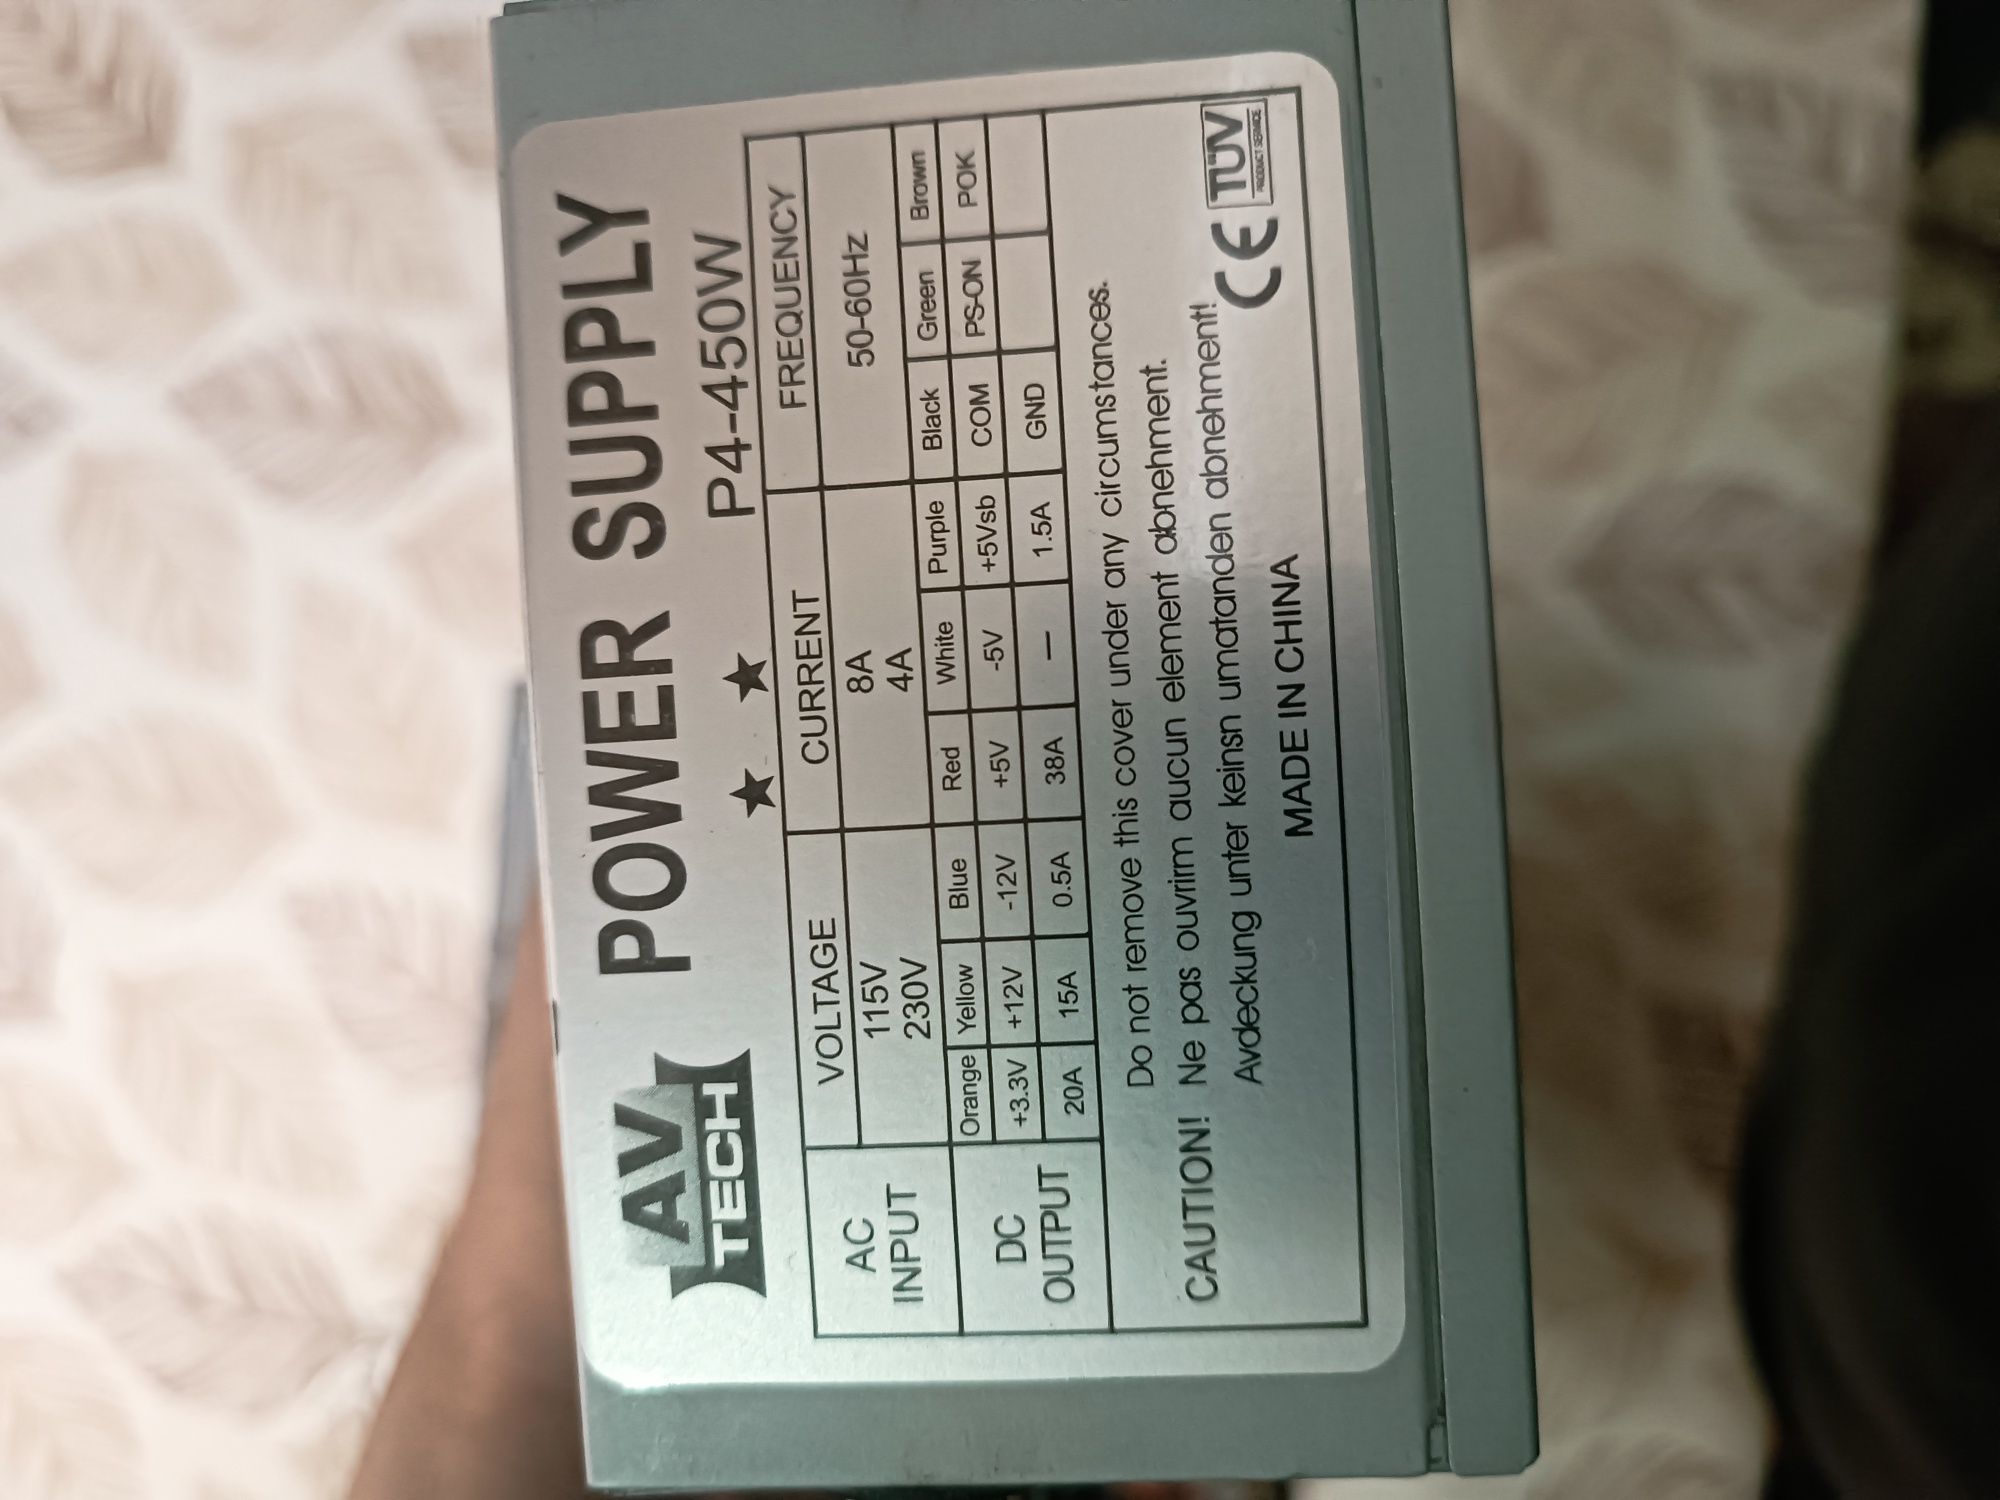 AV TECH POWER SUPPLY
★ ★ P4-450W
VOLTAGE CURRENT FREQUENCY
AC INPUT 115V 8A 50-60Hz
230V 4A
Orange Yellow Blue Red White Purple Black Green Brown
DC OUTPUT +3.3V +12V -12V +5V -5V +5Vsb COM PS-ON POK
20A 15A 0.5A 38A — 1.5A GND
Do not remove this cover under any circumstances.
CAUTION! Ne pas ouvrirm aucun element abnehment.
Avdeckung unter keinsn umatanden abnehment!
MADE IN CHINA
CE TÜV
PRODUCT SERVICE